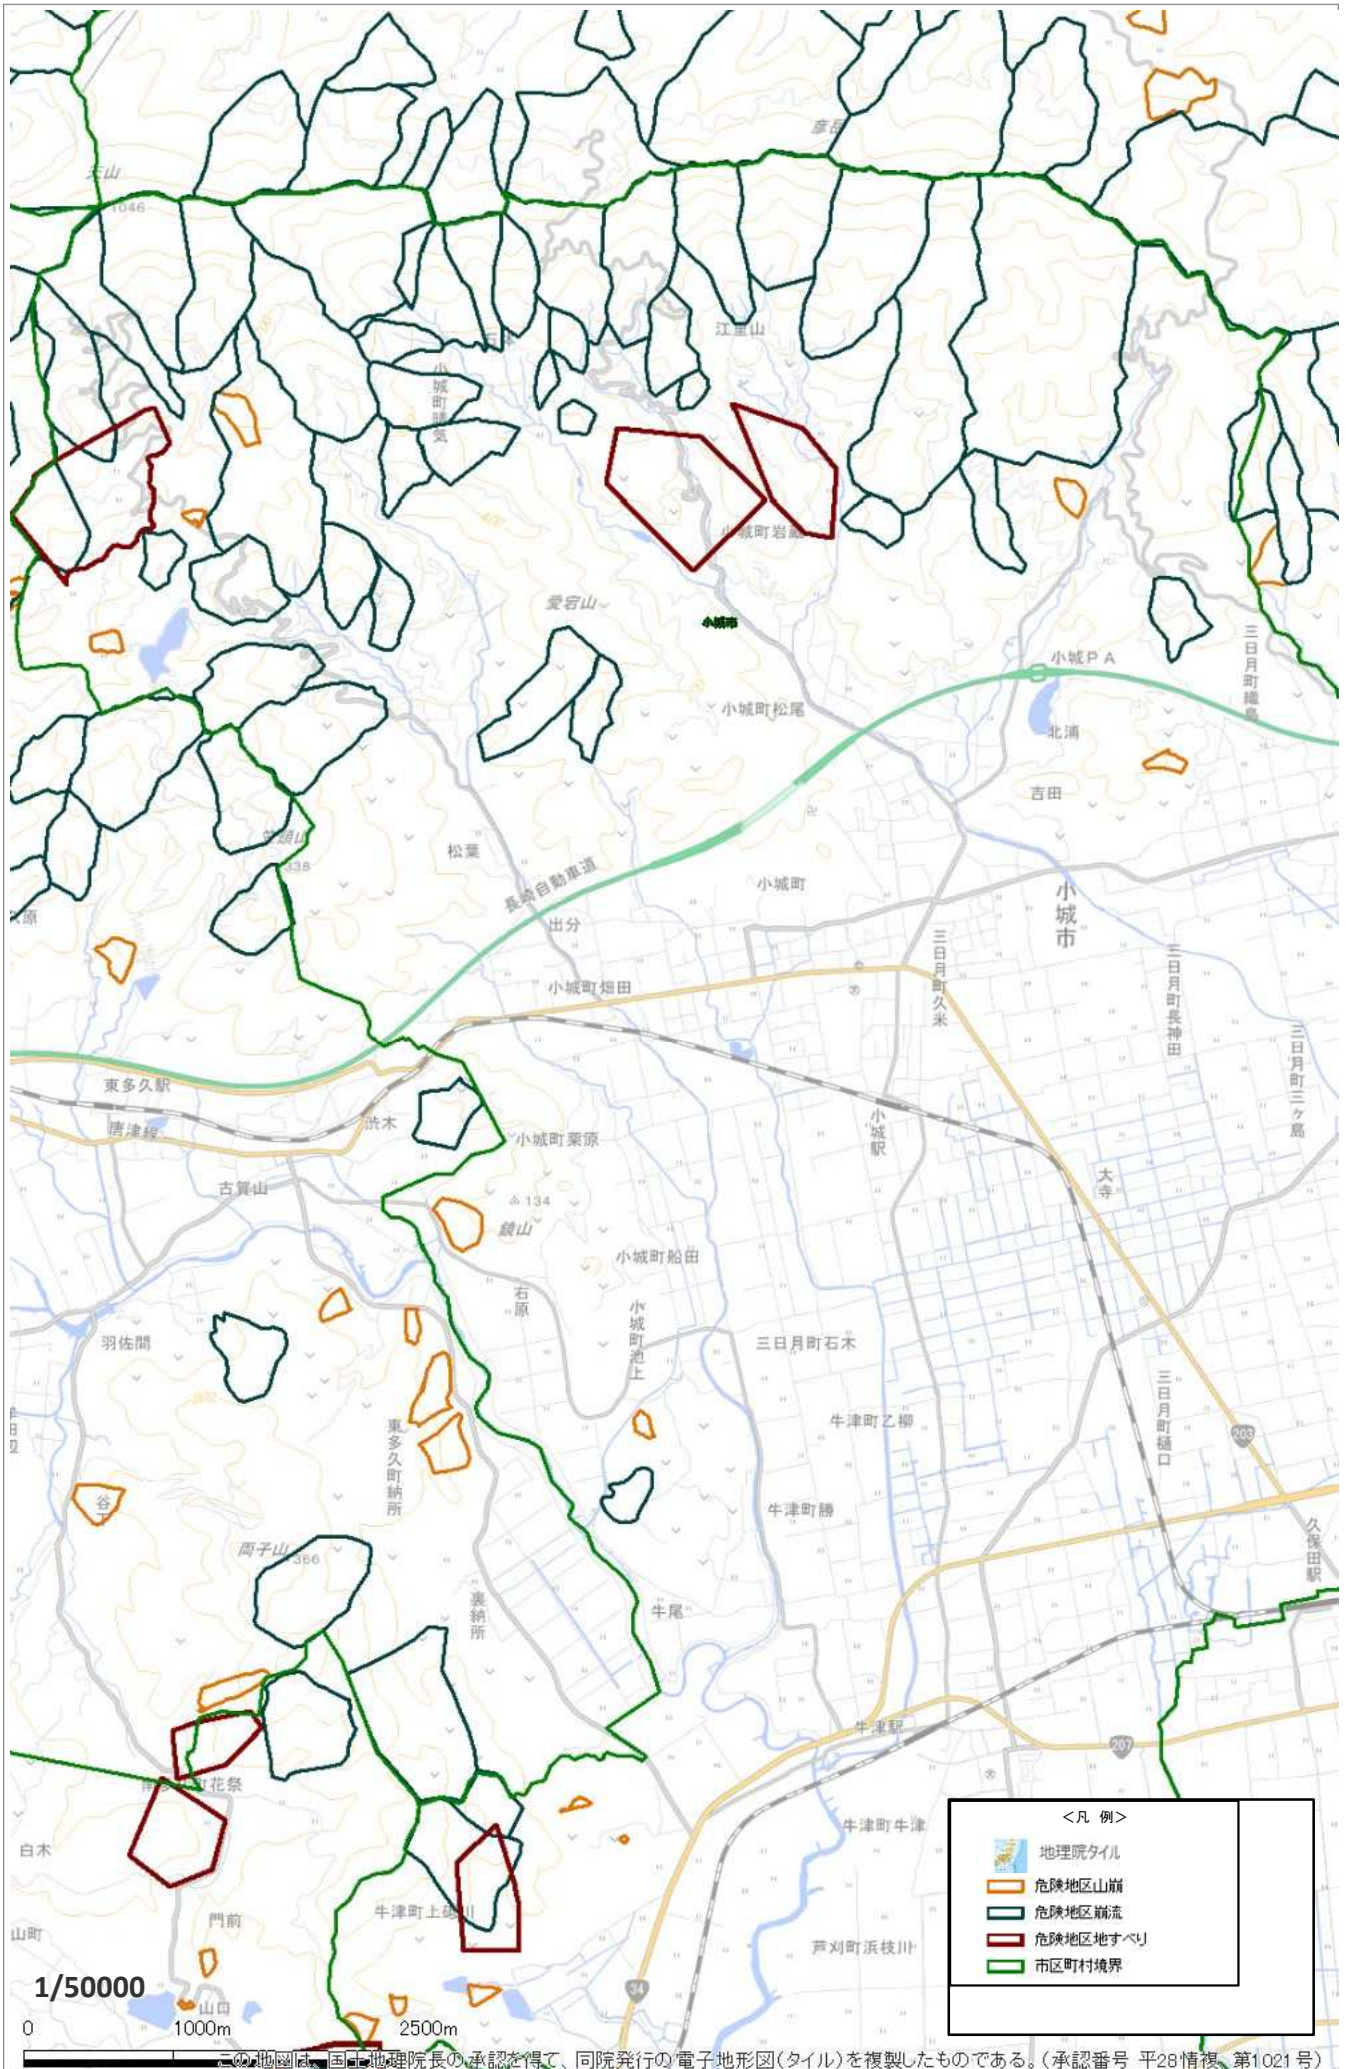 彦岳
天山
1046
江里山
小城町晴気
400
小城町岩蔵
愛宕山
小城市
三日月町織島
小城PA
小城町松尾
北浦
吉田
338
松葉
長崎自動車道
小城町
小城市
出分
三日月町久米
三日月町長神田
小城町畑田
三日月町三ヶ島
東多久駅
唐津線
渋木
小城町栗原
小城駅
大寺
古賀山
134
鏡山
小城町船田
右原
小城町池上
羽佐間
三日月町石木
三日月町樋口
牛津町乙柳
東多久町納所
203
牛津町勝
久保田駅
両子山
366
裏納所
牛尾
牛津駅
207
南多久町花祭
白木
牛津町牛津
牛津町上砥川
門前
山町
芦刈町浜枝川
34
山口
<凡 例>
地理院タイル
危険地区山崩
危険地区崩流
危険地区地すべり
市区町村境界
1/50000
0 1000m 2500m
この地図は、国土地理院長の承認を得て、同院発行の電子地形図(タイル)を複製したものである。(承認番号 平28情複、第1021号)